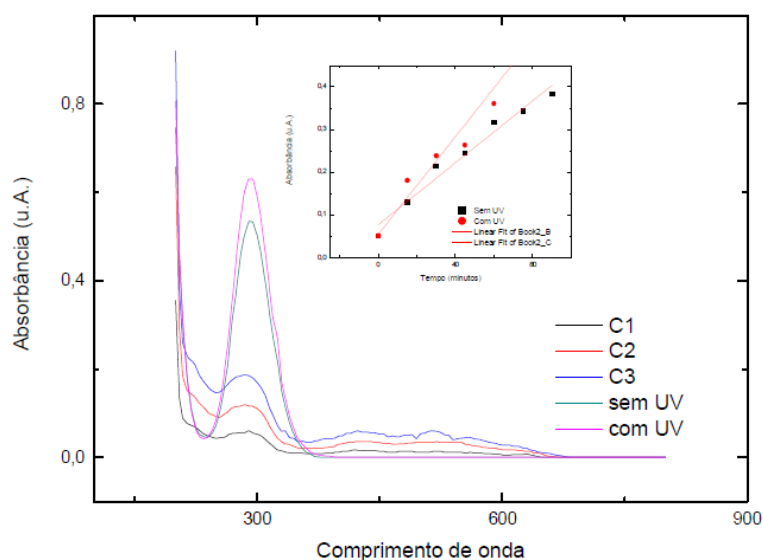 Absorbância (u.A.)
0,8
0,4
0,0
300
600
900
Comprimento de onda
Absorbância (u.A.)
0,4
0,3
0,2
0,1
0,0
0
40
80
Tempo (minutos)
Sem UV
Com UV
Linear Fit of Book2_B
Linear Fit of Book2_C
C1
C2
C3
sem UV
com UV